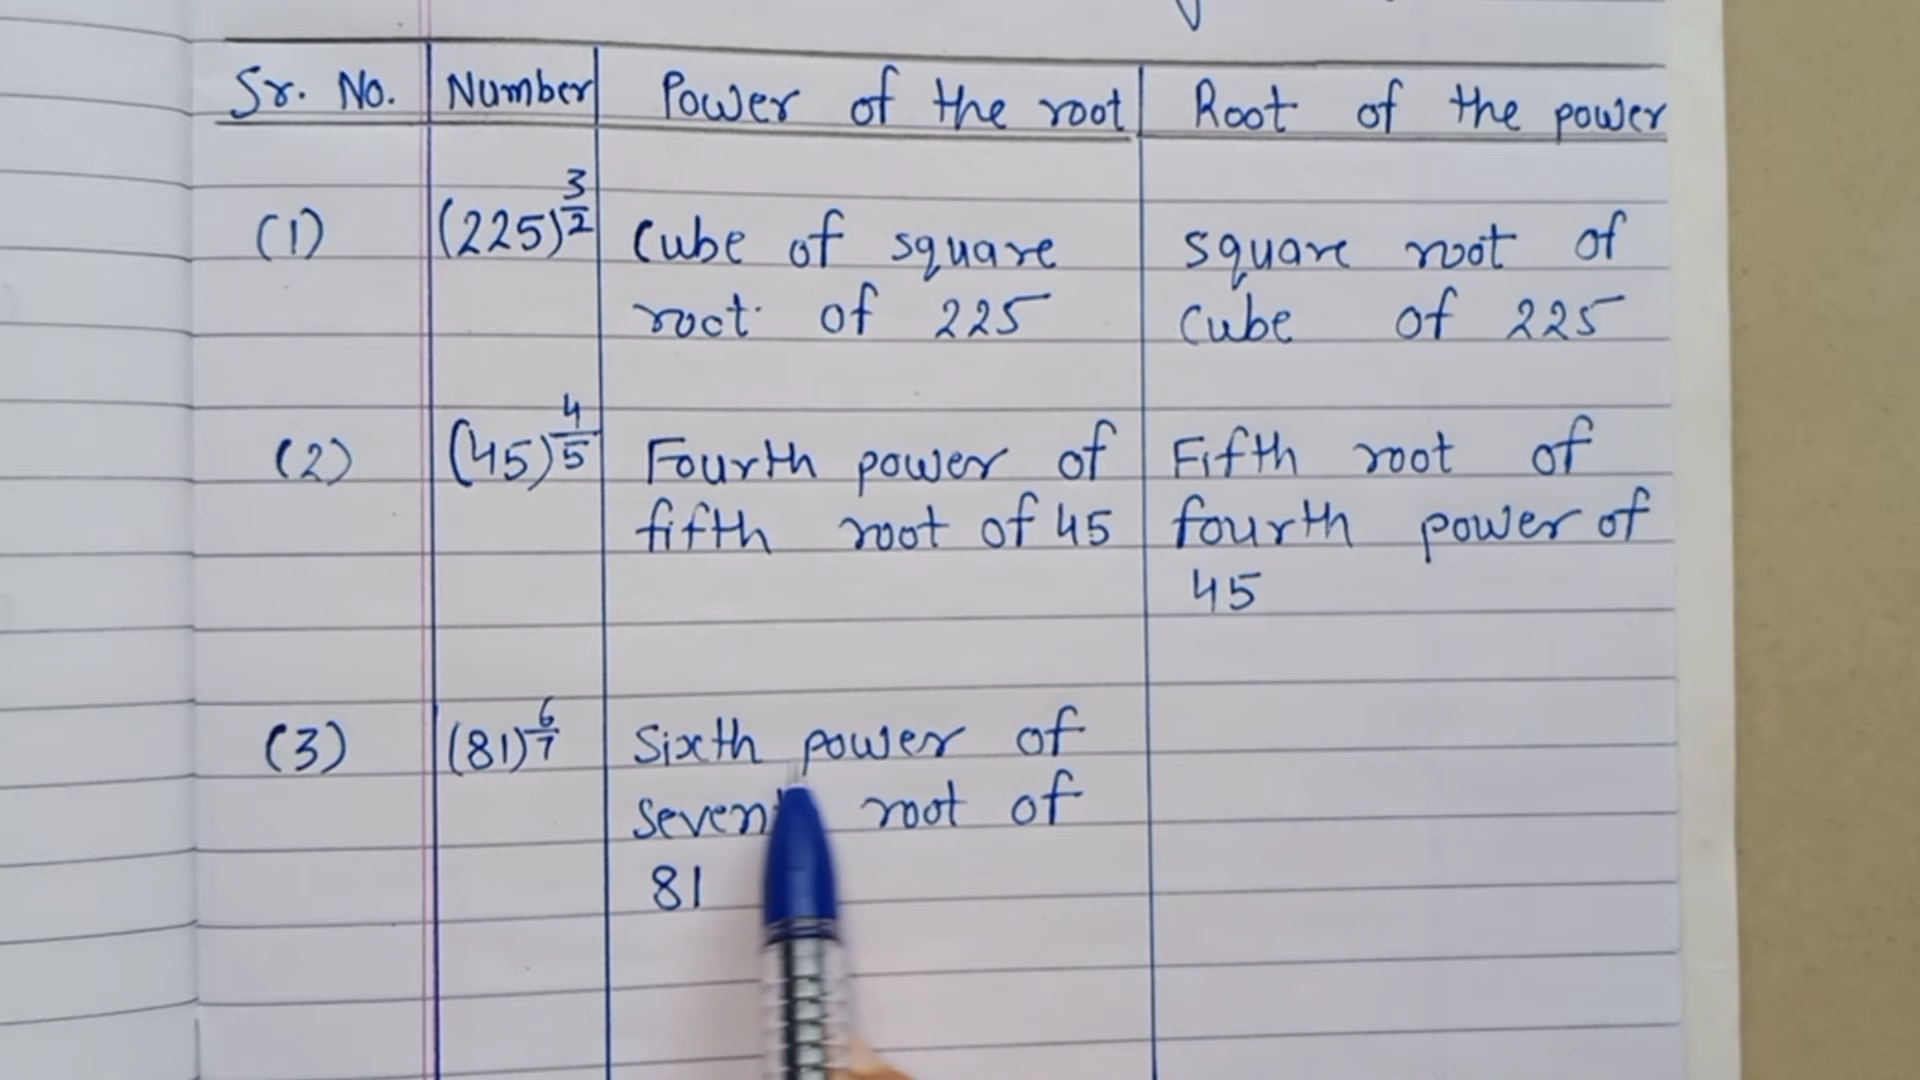 Sr. No. Number Power of the root Root of the power
(1) (225)^3/2 Cube of square square root of
root of 225 Cube of 225
(2) (45)^4/5 Fourth power of Fifth root of
fifth root of 45 fourth power of
45
(3) (81)^6/7 Sixth power of
root of
81